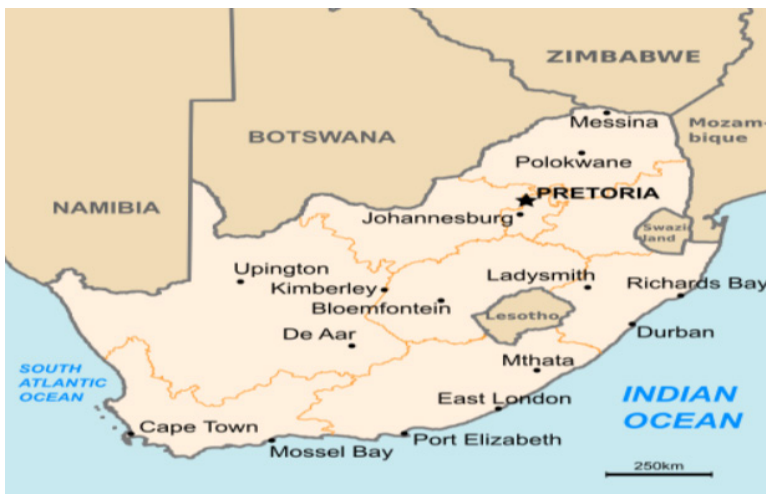 ZIMBABWE
Messina
Mozam-
bique
BOTSWANA
Polokwane
PRETORIA
NAMIBIA
Johannesburg
Swazi-
land
Upington
Kimberley
Ladysmith
Richards Bay
Bloemfontein
Lesotho
De Aar
Durban
SOUTH
ATLANTIC
OCEAN
Mthata
East London
INDIAN
OCEAN
Cape Town
Port Elizabeth
Mossel Bay
250km